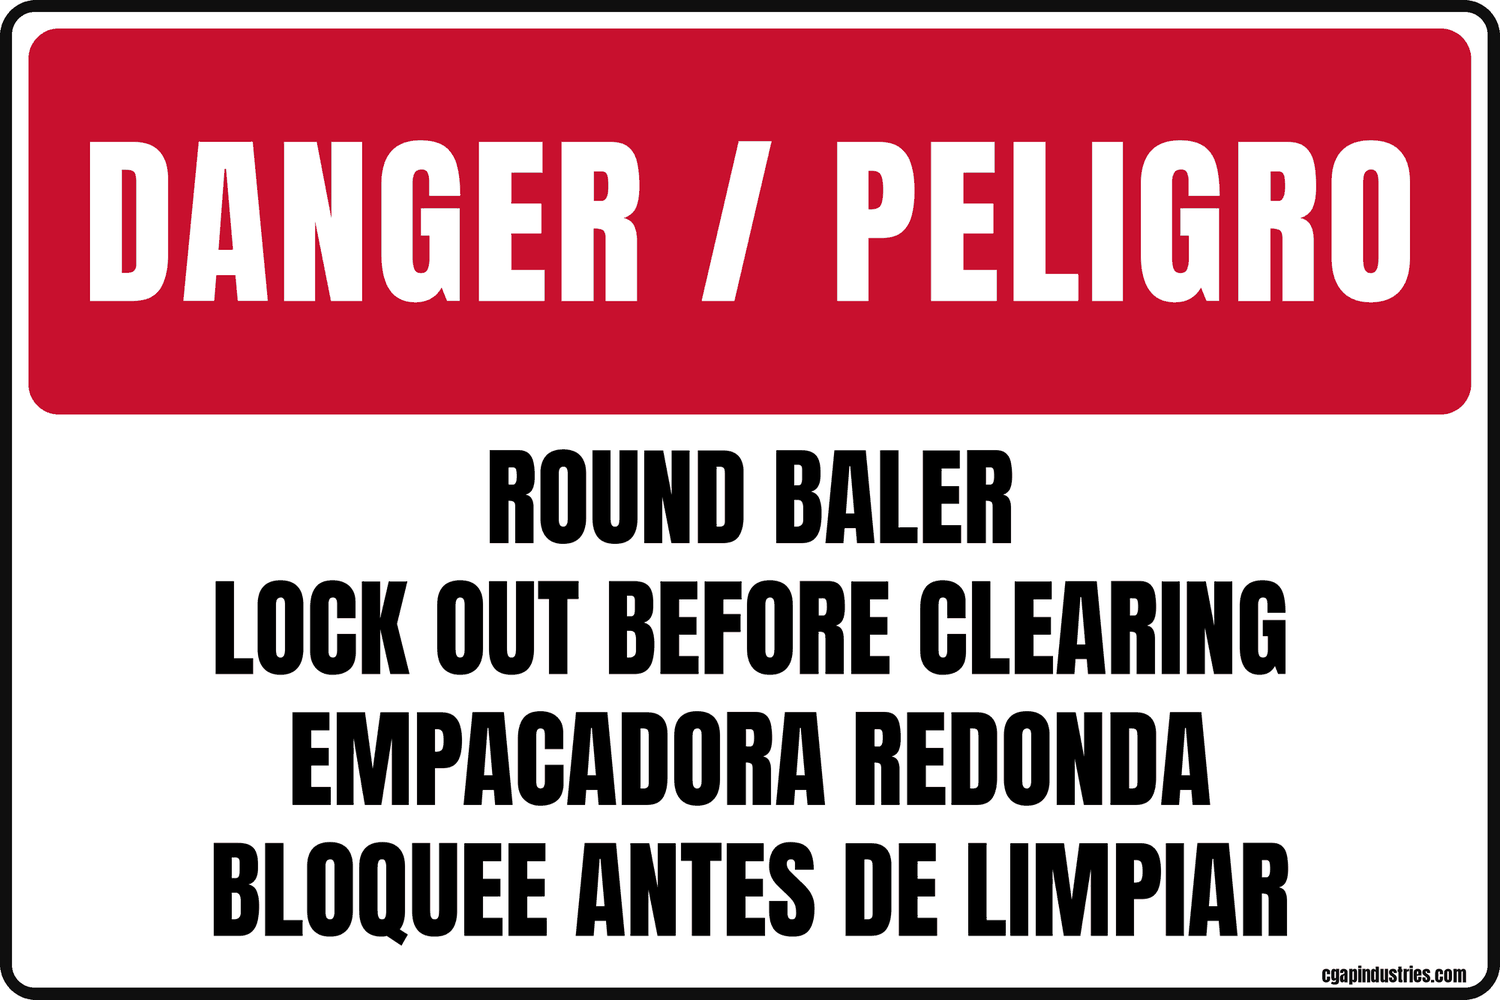 DANGER / PELIGRO
ROUND BALER
LOCK OUT BEFORE CLEARING
EMPACADORA REDONDA
BLOQUEE ANTES DE LIMPIAR
cgapindustries.com